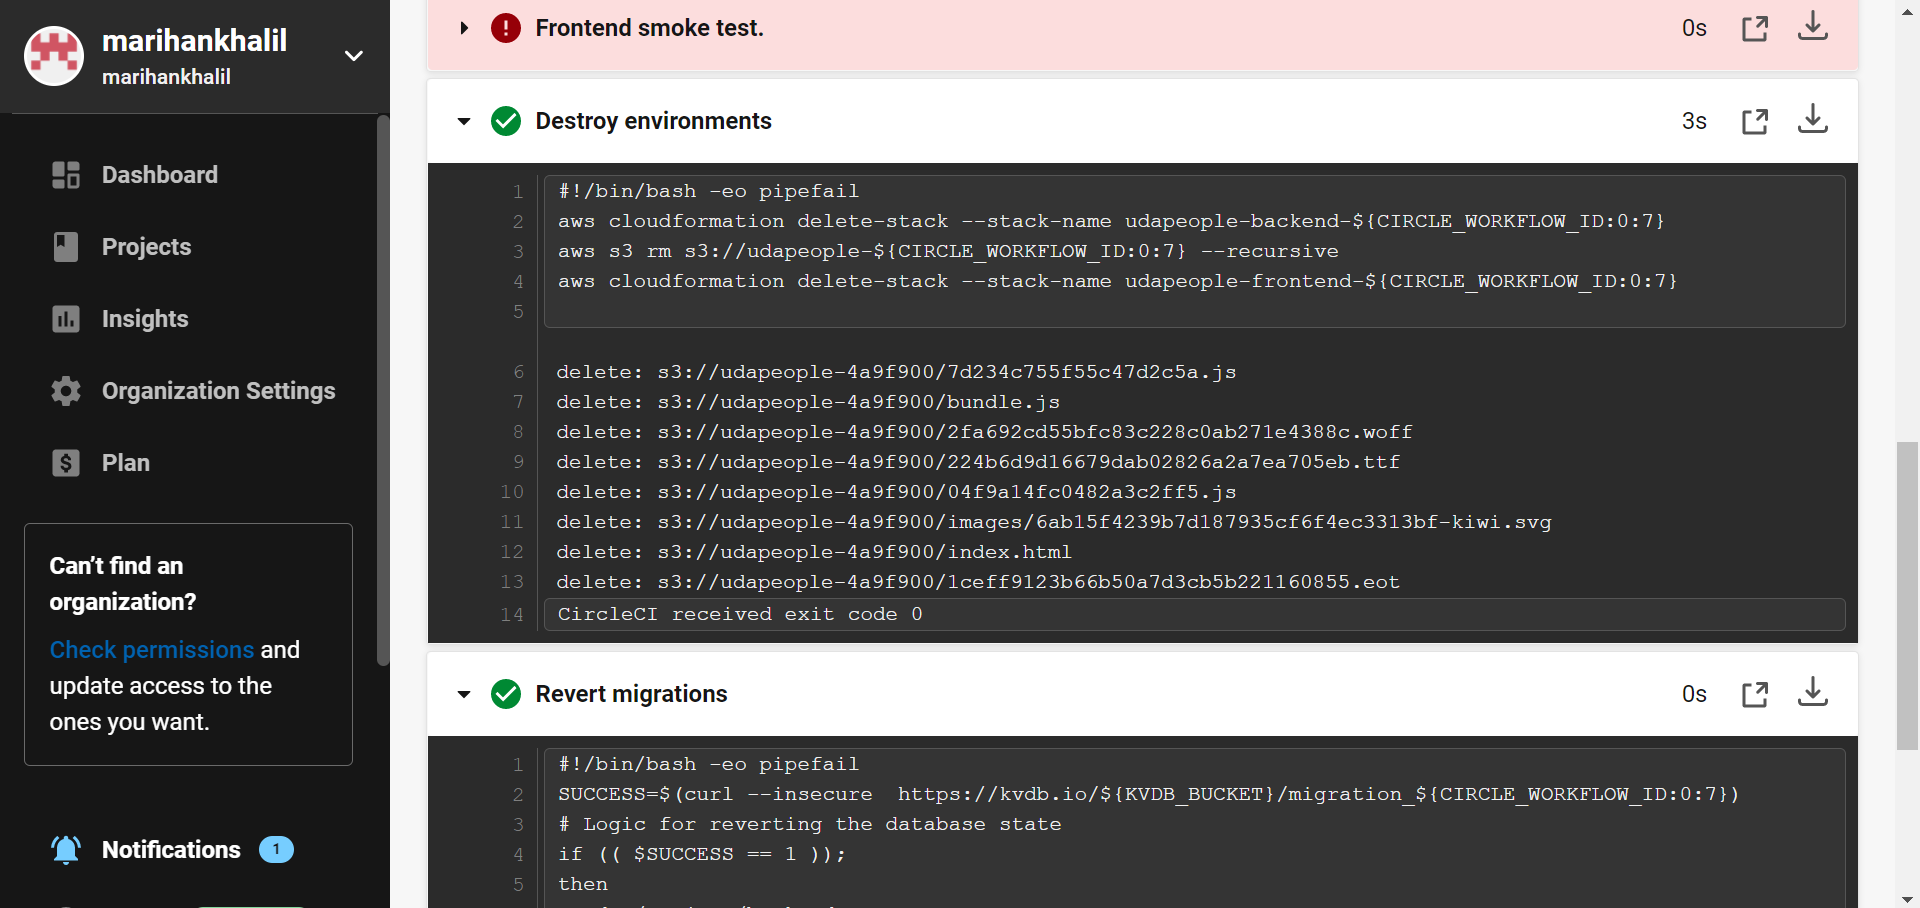 marihankhalil
marihankhalil
Dashboard
Projects
Insights
Organization Settings
Plan
Can't find an
organization?
Check permissions and
update access to the
ones you want.
Notifications 1
Frontend smoke test. 0s
Destroy environments 3s
1 #!/bin/bash -eo pipefail
2 aws cloudformation delete-stack --stack-name udapeople-backend-${CIRCLE_WORKFLOW_ID:0:7}
3 aws s3 rm s3://udapeople-${CIRCLE_WORKFLOW_ID:0:7} --recursive
4 aws cloudformation delete-stack --stack-name udapeople-frontend-${CIRCLE_WORKFLOW_ID:0:7}
5
6 delete: s3://udapeople-4a9f900/7d234c755f55c47d2c5a.js
7 delete: s3://udapeople-4a9f900/bundle.js
8 delete: s3://udapeople-4a9f900/2fa692cd55bfc83c228c0ab271e4388c.woff
9 delete: s3://udapeople-4a9f900/224b6d9d16679dab02826a2a7ea705eb.ttf
10 delete: s3://udapeople-4a9f900/04f9a14fc0482a3c2ff5.js
11 delete: s3://udapeople-4a9f900/images/6ab15f4239b7d187935cf6f4ec3313bf-kiwi.svg
12 delete: s3://udapeople-4a9f900/index.html
13 delete: s3://udapeople-4a9f900/1ceff9123b66b50a7d3cb5b221160855.eot
14 CircleCI received exit code 0
Revert migrations 0s
1 #!/bin/bash -eo pipefail
2 SUCCESS=$(curl --insecure  https://kvdb.io/${KVDB_BUCKET}/migration_${CIRCLE_WORKFLOW_ID:0:7})
3 # Logic for reverting the database state
4 if (( $SUCCESS == 1 ));
5 then